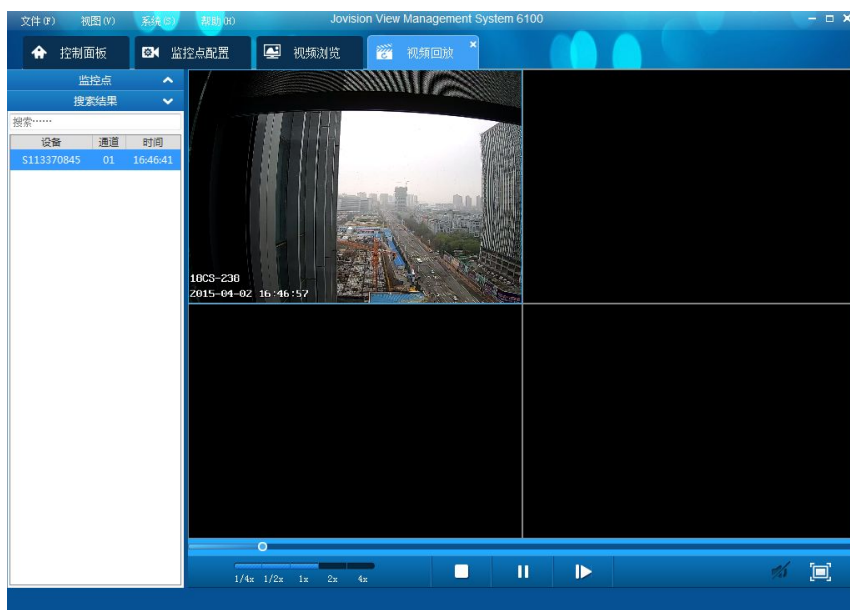 文件(F) 视图(V) 系统(S) 帮助(H) Jovision View Management System 6100
控制面板 监控点配置 视频浏览 视频回放
监控点
搜索结果
搜索……
设备 通道 时间
S113370845 01 16:46:41
18CS-238
2015-04-02 16:46:57
1/4x 1/2x 1x 2x 4x